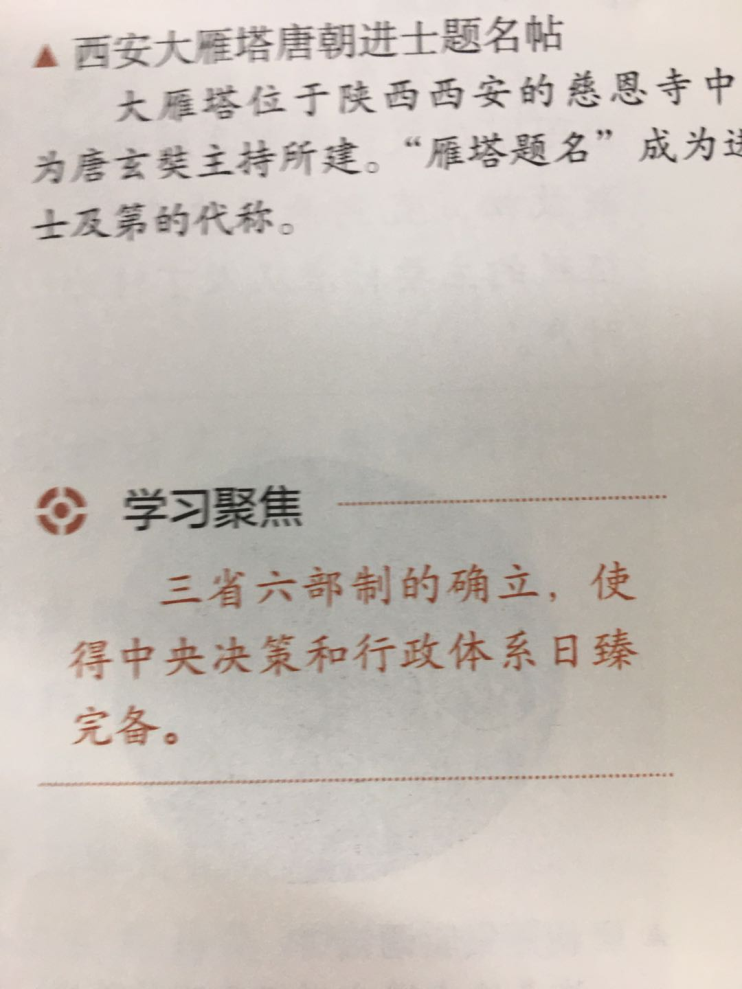 ▲ 西安大雁塔唐朝进士题名帖
大雁塔位于陕西西安的慈恩寺中
为唐玄奘主持所建。“雁塔题名”成为进
士及第的代称。
学习聚焦
三省六部制的确立，使
得中央决策和行政体系日臻
完备。